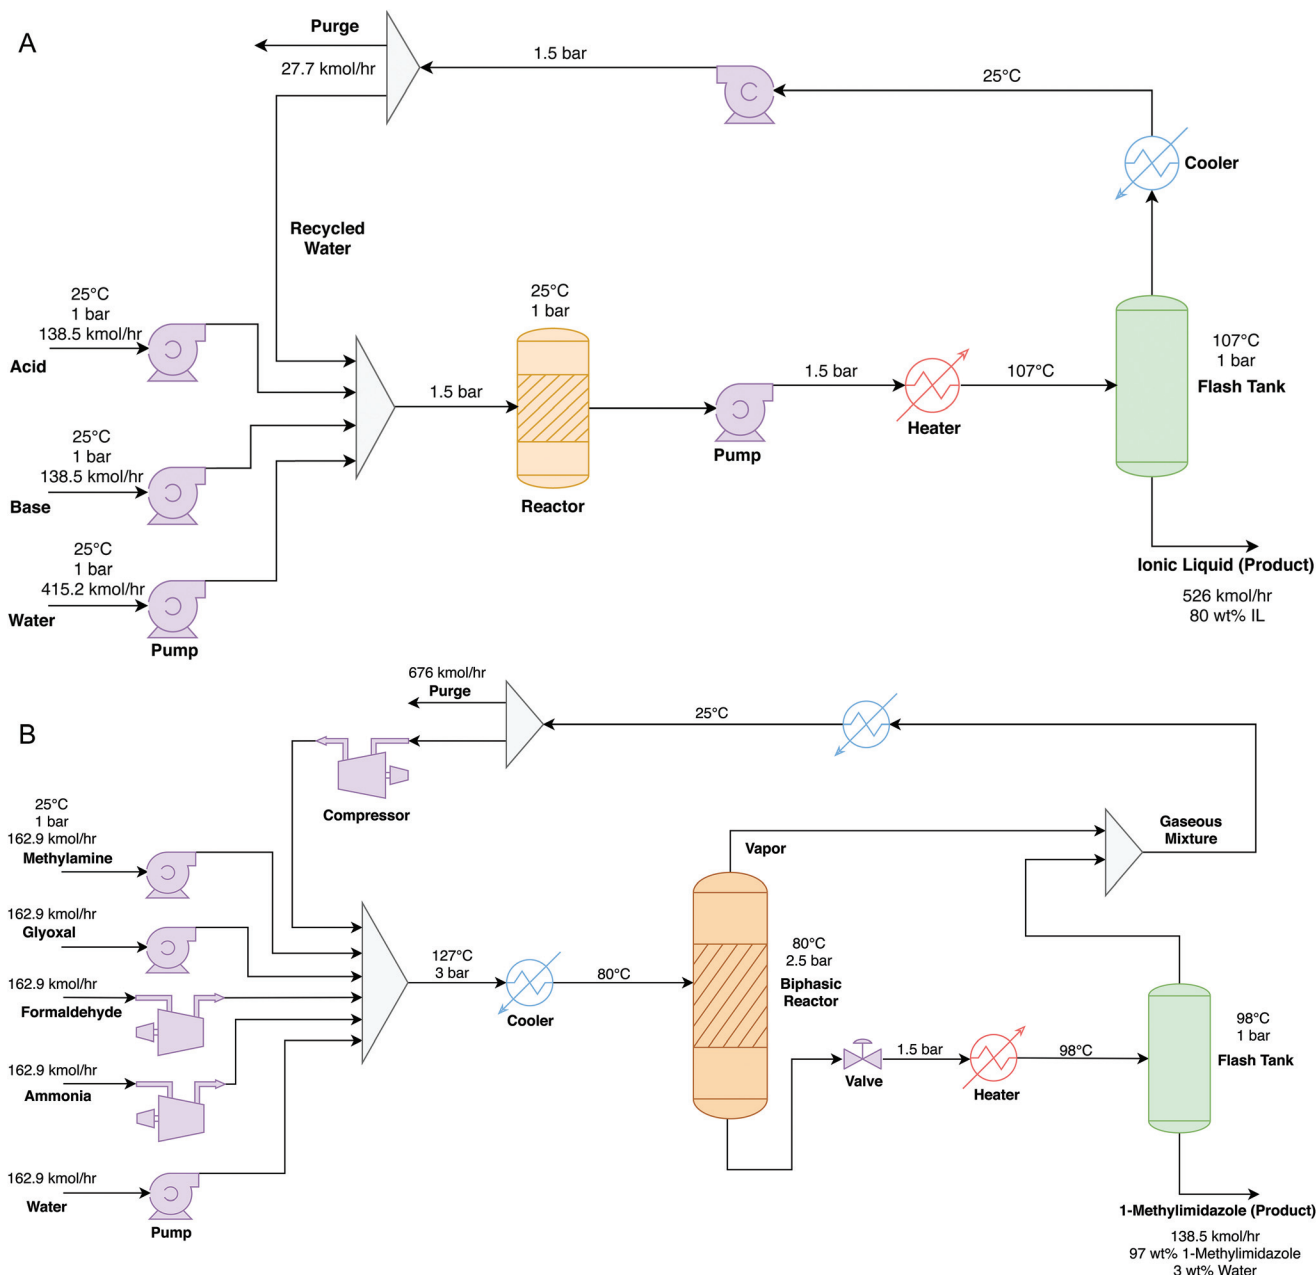 A
Purge
27.7 kmol/hr
1.5 bar
25°C
Cooler
Recycled
Water
25°C
1 bar
138.5 kmol/hr
Acid
25°C
1 bar
138.5 kmol/hr
Base
25°C
1 bar
415.2 kmol/hr
Water
Pump
1.5 bar
25°C
1 bar
Reactor
Pump
1.5 bar
Heater
107°C
107°C
1 bar
Flash Tank
Ionic Liquid (Product)
526 kmol/hr
80 wt% IL
B
676 kmol/hr
Purge
25°C
Compressor
25°C
1 bar
162.9 kmol/hr
Methylamine
162.9 kmol/hr
Glyoxal
162.9 kmol/hr
Formaldehyde
162.9 kmol/hr
Ammonia
162.9 kmol/hr
Water
Pump
127°C
3 bar
Cooler
80°C
Vapor
80°C
2.5 bar
Biphasic
Reactor
Gaseous
Mixture
Valve
1.5 bar
Heater
98°C
98°C
1 bar
Flash Tank
1-Methylimidazole (Product)
138.5 kmol/hr
97 wt% 1-Methylimidazole
3 wt% Water